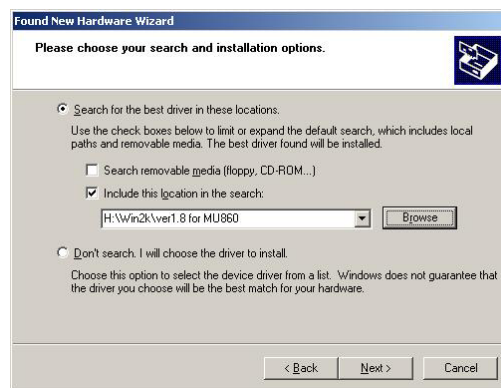 Found New Hardware Wizard
Please choose your search and installation options.
Search for the best driver in these locations.
Use the check boxes below to limit or expand the default search, which includes local
paths and removable media. The best driver found will be installed.
Search removable media (floppy, CD-ROM...)
Include this location in the search:
H:\Win2k\ver1.8 for MU860
Browse
Don't search. I will choose the driver to install.
Choose this option to select the device driver from a list. Windows does not guarantee that
the driver you choose will be the best match for your hardware.
< Back
Next >
Cancel